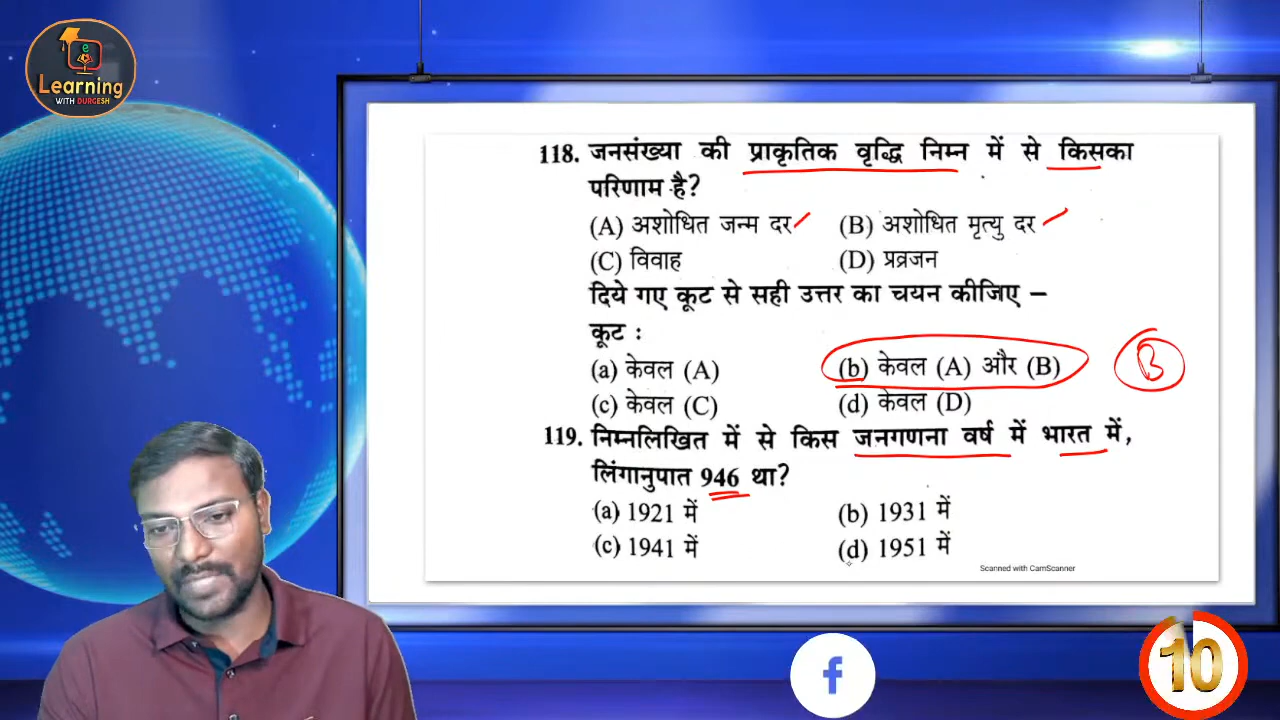 e
Learning
WITH DURGESH
118. जनसंख्या की प्राकृतिक वृद्धि निम्न में से किसका
परिणाम है?
(A) अशोधित जन्म दर (B) अशोधित मृत्यु दर
(C) विवाह (D) प्रव्रजन
दिये गए कूट से सही उत्तर का चयन कीजिए –
कूट :
(a) केवल (A) (b) केवल (A) और (B) B
(c) केवल (C) (d) केवल (D)
119. निम्नलिखित में से किस जनगणना वर्ष में भारत में,
लिंगानुपात 946 था?
(a) 1921 में (b) 1931 में
(c) 1941 में (d) 1951 में
Scanned with CamScanner
f
10